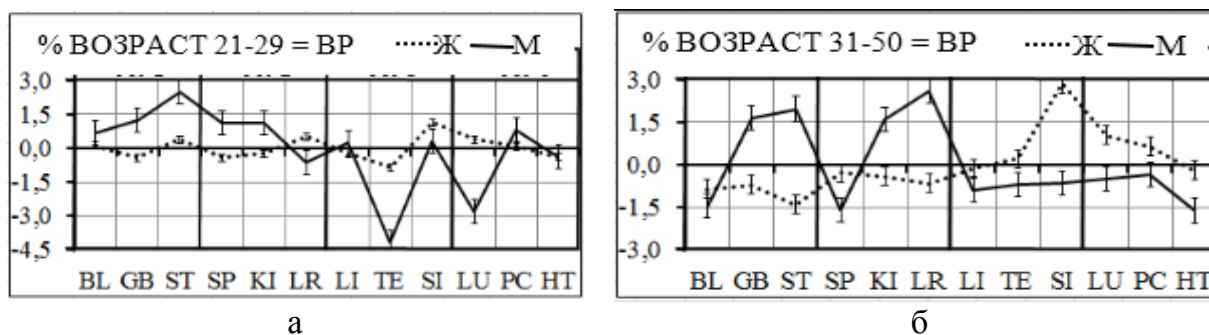 % ВОЗРАСТ 21-29 = ВР Ж М
3,0
1,5
0,0
-1,5
-3,0
-4,5
BL GB ST SP KI LR LI TE SI LU PC HT
а
% ВОЗРАСТ 31-50 = ВР Ж М
3,0
1,5
0,0
-1,5
-3,0
BL GB ST SP KI LR LI TE SI LU PC HT
б